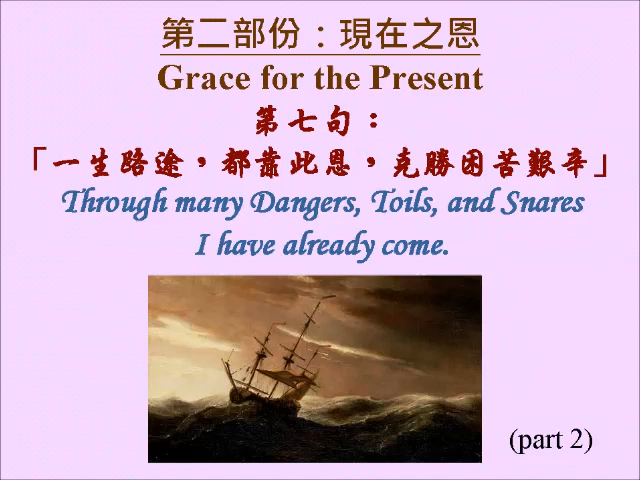 第二部份：現在之恩
Grace for the Present
第七句：
「一生路途，都靠此恩，克勝困苦艱辛」
Through many Dangers, Toils, and Snares
I have already come.
(part 2)